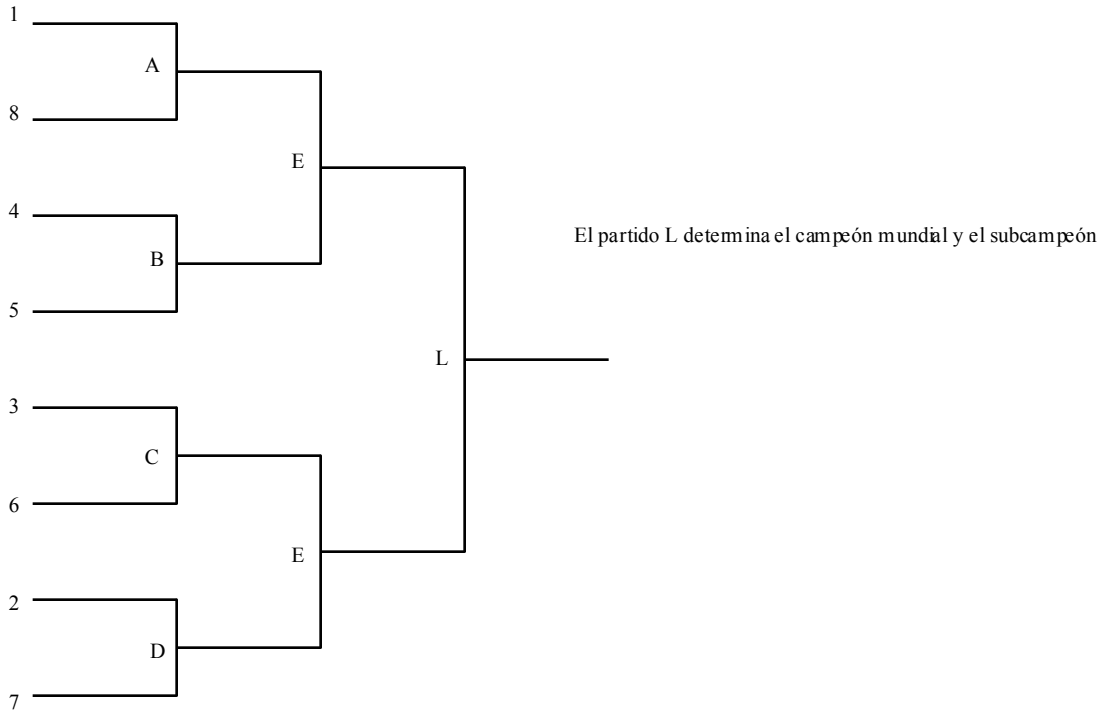 1
A
8
E
4
El partido L determina el campeón mundial y el subcampeón
B
5
L
3
C
6
E
2
D
7